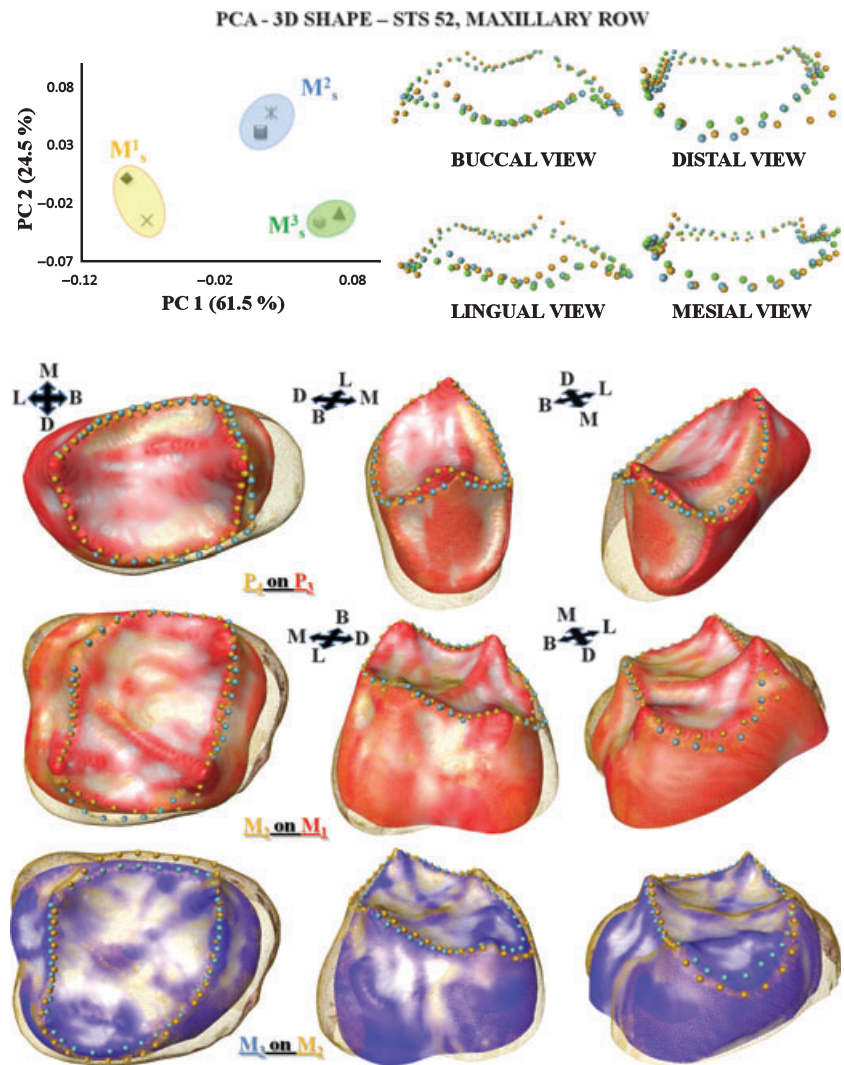 PCA - 3D SHAPE – STS 52, MAXILLARY ROW
PC 2 (24.5 %)
0.08
0.03
−0.02
−0.07
−0.12
−0.02
0.08
PC 1 (61.5 %)
M¹s
M²s
M³s
BUCCAL VIEW
DISTAL VIEW
LINGUAL VIEW
MESIAL VIEW
M
L B
D
L
D M
B
D
B L
M
P₄ on P₃
B
M D
L
M
B L
D
M₂ on M₁
M₃ on M₂